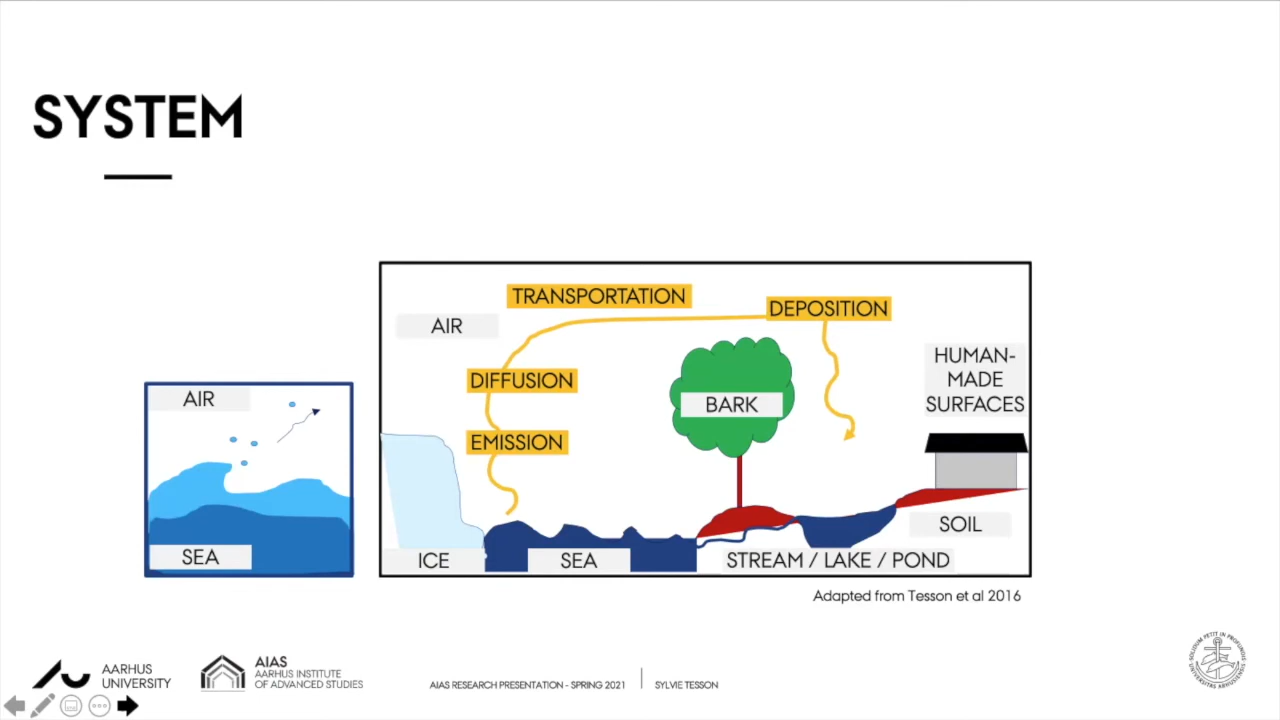 SYSTEM
TRANSPORTATION
DEPOSITION
AIR
HUMAN-
MADE
SURFACES
DIFFUSION
BARK
AIR
EMISSION
SOIL
SEA
ICE
SEA
STREAM / LAKE / POND
Adapted from Tesson et al 2016
AARHUS
UNIVERSITY
AIAS
AARHUS INSTITUTE
OF ADVANCED STUDIES
AIAS RESEARCH PRESENTATION - SPRING 2021
SYLVIE TESSON